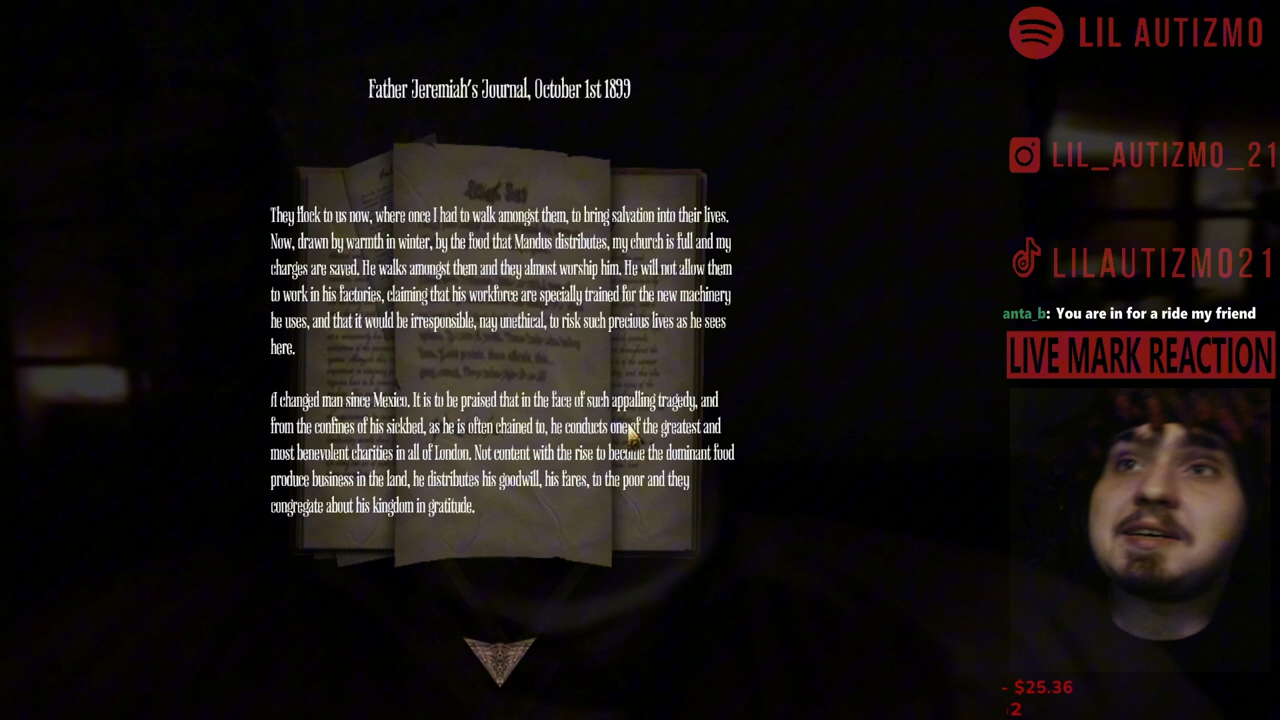 Father Jeremiah's Journal, October 1st 1899
They flock to us now, where once I had to walk amongst them, to bring salvation into their lives.
Now, drawn by warmth in winter, by the food that Mandus distributes, my church is full and my
charges are saved. He walks amongst them and they almost worship him. He will not allow them
to work in his factories, claiming that his workforce are specially trained for the new machinery
he uses, and that it would be irresponsible, nay unethical, to risk such precious lives as he sees
here.
A changed man since Mexico. It is to be praised that in the face of such appalling tragedy, and
from the confines of his sickbed, as he is often chained to, he conducts one of the greatest and
most benevolent charities in all of London. Not content with the rise to become the dominant food
produce business in the land, he distributes his goodwill, his fares, to the poor and they
congregate about his kingdom in gratitude.
LIL AUTIZMO
LIL_AUTIZMO_21
LILAUTIZMO21
anta_b: You are in for a ride my friend
LIVE MARK REACTION
- $25.36
2